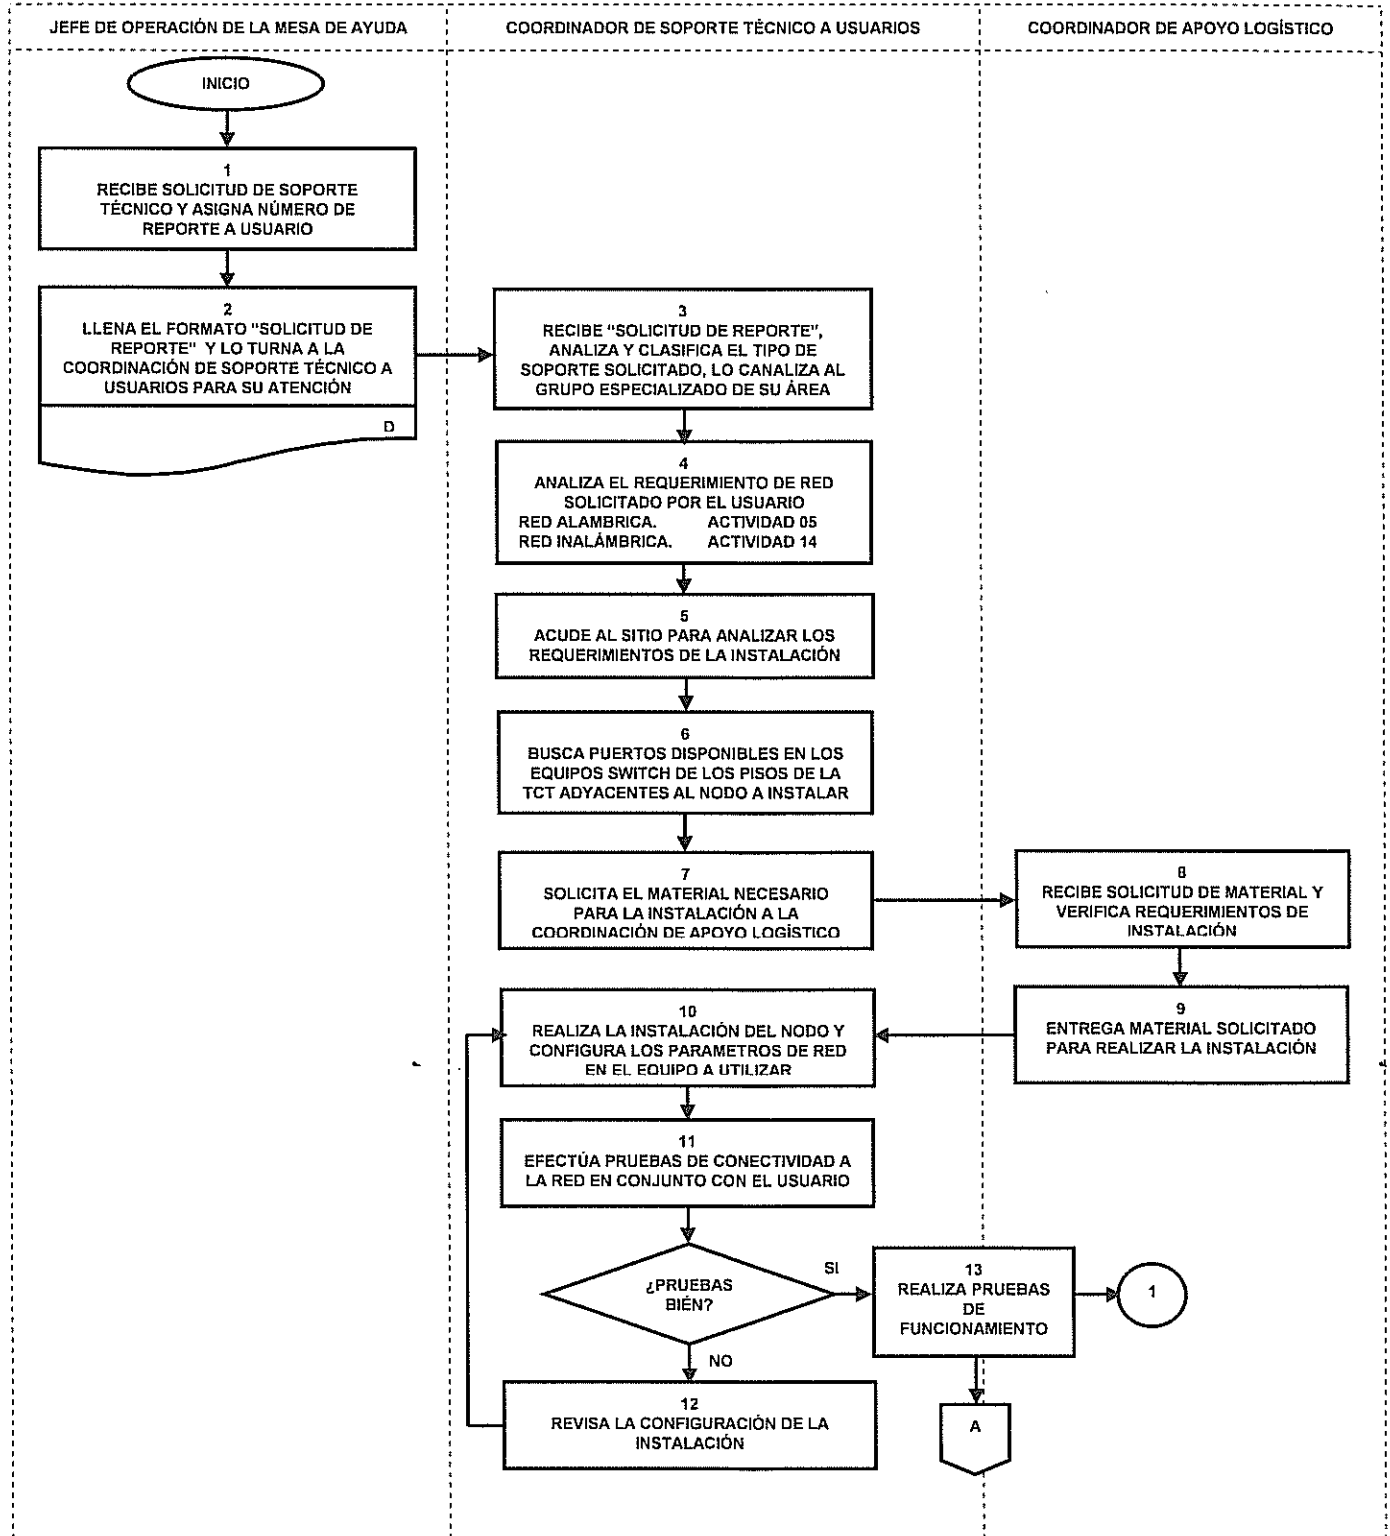 JEFE DE OPERACIÓN DE LA MESA DE AYUDA
COORDINADOR DE SOPORTE TÉCNICO A USUARIOS
COORDINADOR DE APOYO LOGÍSTICO
INICIO
1
RECIBE SOLICITUD DE SOPORTE
TÉCNICO Y ASIGNA NÚMERO DE
REPORTE A USUARIO
2
LLENA EL FORMATO "SOLICITUD DE
REPORTE" Y LO TURNA A LA
COORDINACIÓN DE SOPORTE TÉCNICO A
USUARIOS PARA SU ATENCIÓN
D
3
RECIBE "SOLICITUD DE REPORTE",
ANALIZA Y CLASIFICA EL TIPO DE
SOPORTE SOLICITADO, LO CANALIZA AL
GRUPO ESPECIALIZADO DE SU ÁREA
4
ANALIZA EL REQUERIMIENTO DE RED
SOLICITADO POR EL USUARIO
RED ALAMBRICA. ACTIVIDAD 05
RED INALÁMBRICA. ACTIVIDAD 14
5
ACUDE AL SITIO PARA ANALIZAR LOS
REQUERIMIENTOS DE LA INSTALACIÓN
6
BUSCA PUERTOS DISPONIBLES EN LOS
EQUIPOS SWITCH DE LOS PISOS DE LA
TCT ADYACENTES AL NODO A INSTALAR
7
SOLICITA EL MATERIAL NECESARIO
PARA LA INSTALACIÓN A LA
COORDINACIÓN DE APOYO LOGÍSTICO
8
RECIBE SOLICITUD DE MATERIAL Y
VERIFICA REQUERIMIENTOS DE
INSTALACIÓN
9
ENTREGA MATERIAL SOLICITADO
PARA REALIZAR LA INSTALACIÓN
10
REALIZA LA INSTALACIÓN DEL NODO Y
CONFIGURA LOS PARAMETROS DE RED
EN EL EQUIPO A UTILIZAR
11
EFECTÚA PRUEBAS DE CONECTIVIDAD A
LA RED EN CONJUNTO CON EL USUARIO
¿PRUEBAS
BIÉN?
SI
13
REALIZA PRUEBAS
DE
FUNCIONAMIENTO
1
NO
12
REVISA LA CONFIGURACIÓN DE LA
INSTALACIÓN
A